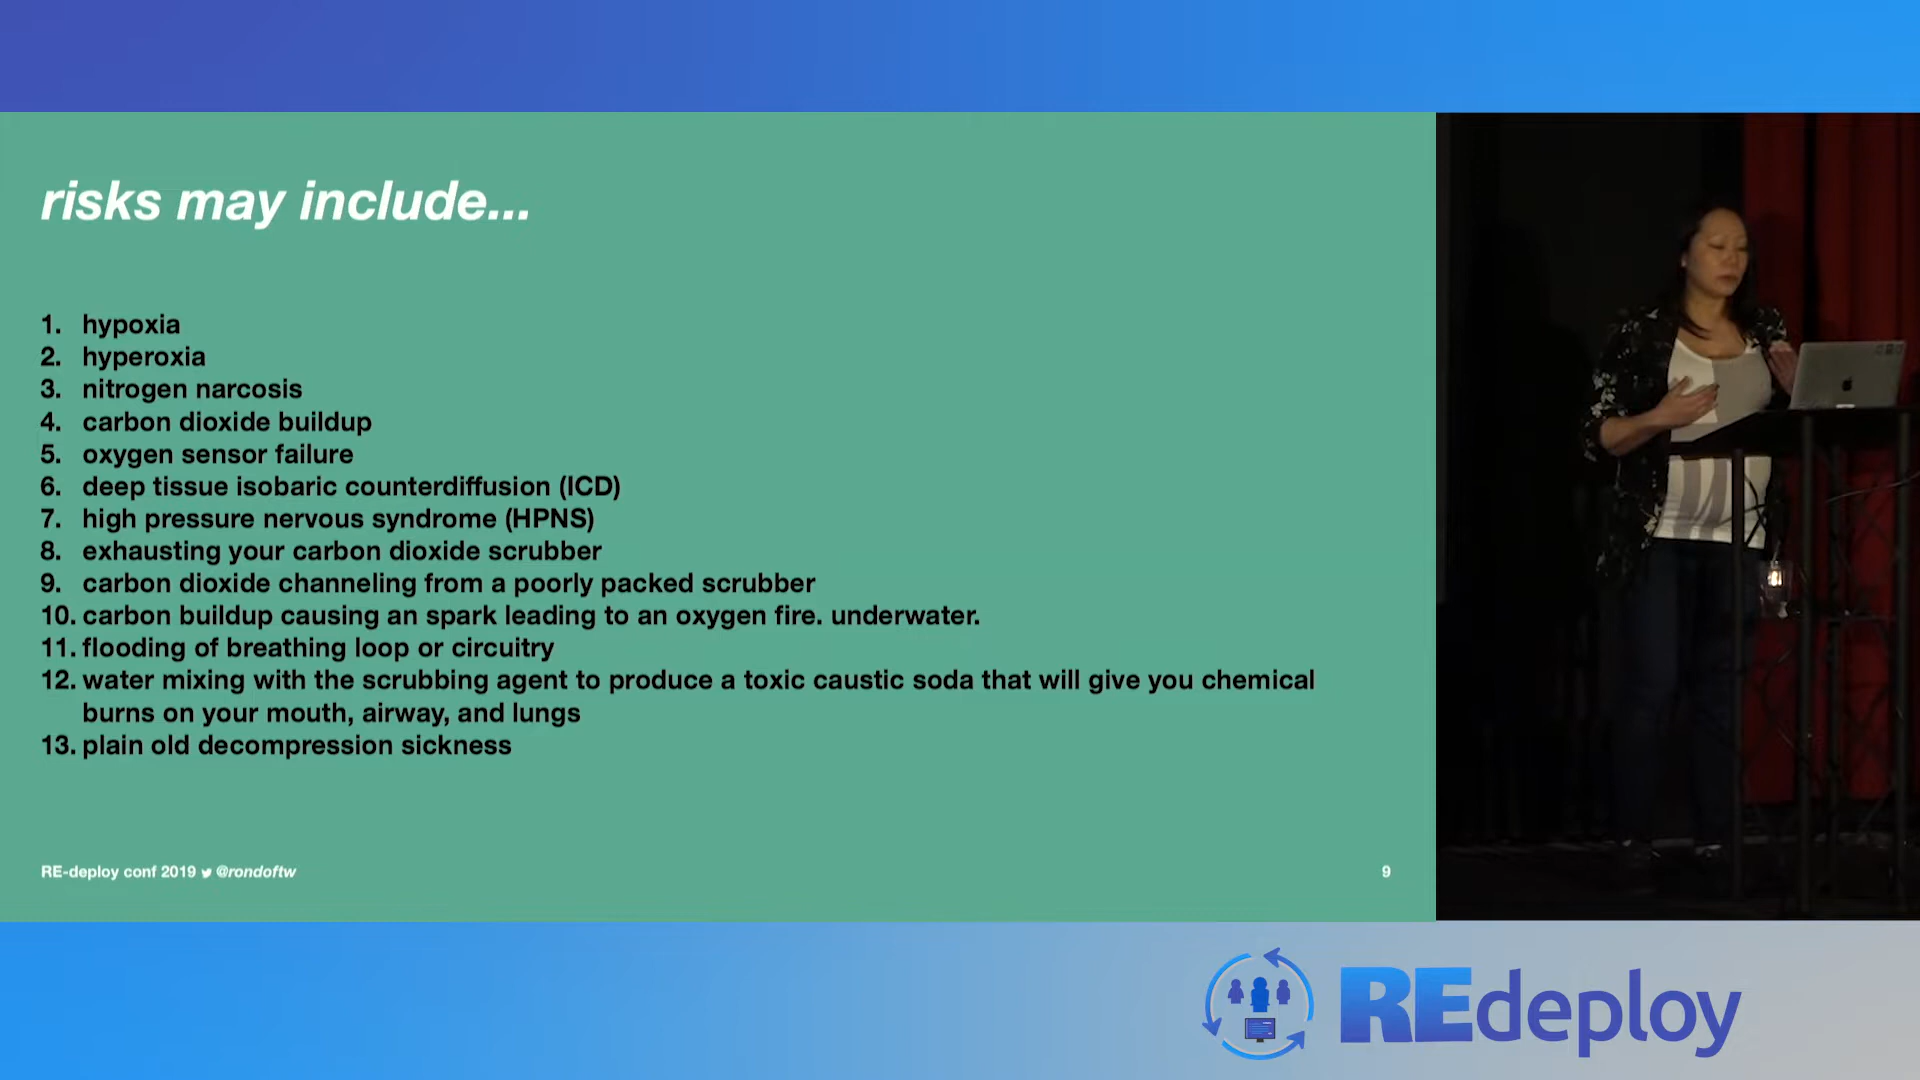 risks may include...
1. hypoxia
2. hyperoxia
3. nitrogen narcosis
4. carbon dioxide buildup
5. oxygen sensor failure
6. deep tissue isobaric counterdiffusion (ICD)
7. high pressure nervous syndrome (HPNS)
8. exhausting your carbon dioxide scrubber
9. carbon dioxide channeling from a poorly packed scrubber
10. carbon buildup causing an spark leading to an oxygen fire. underwater.
11. flooding of breathing loop or circuitry
12. water mixing with the scrubbing agent to produce a toxic caustic soda that will give you chemical
burns on your mouth, airway, and lungs
13. plain old decompression sickness
RE-deploy conf 2019 @rondoftw
9
REdeploy